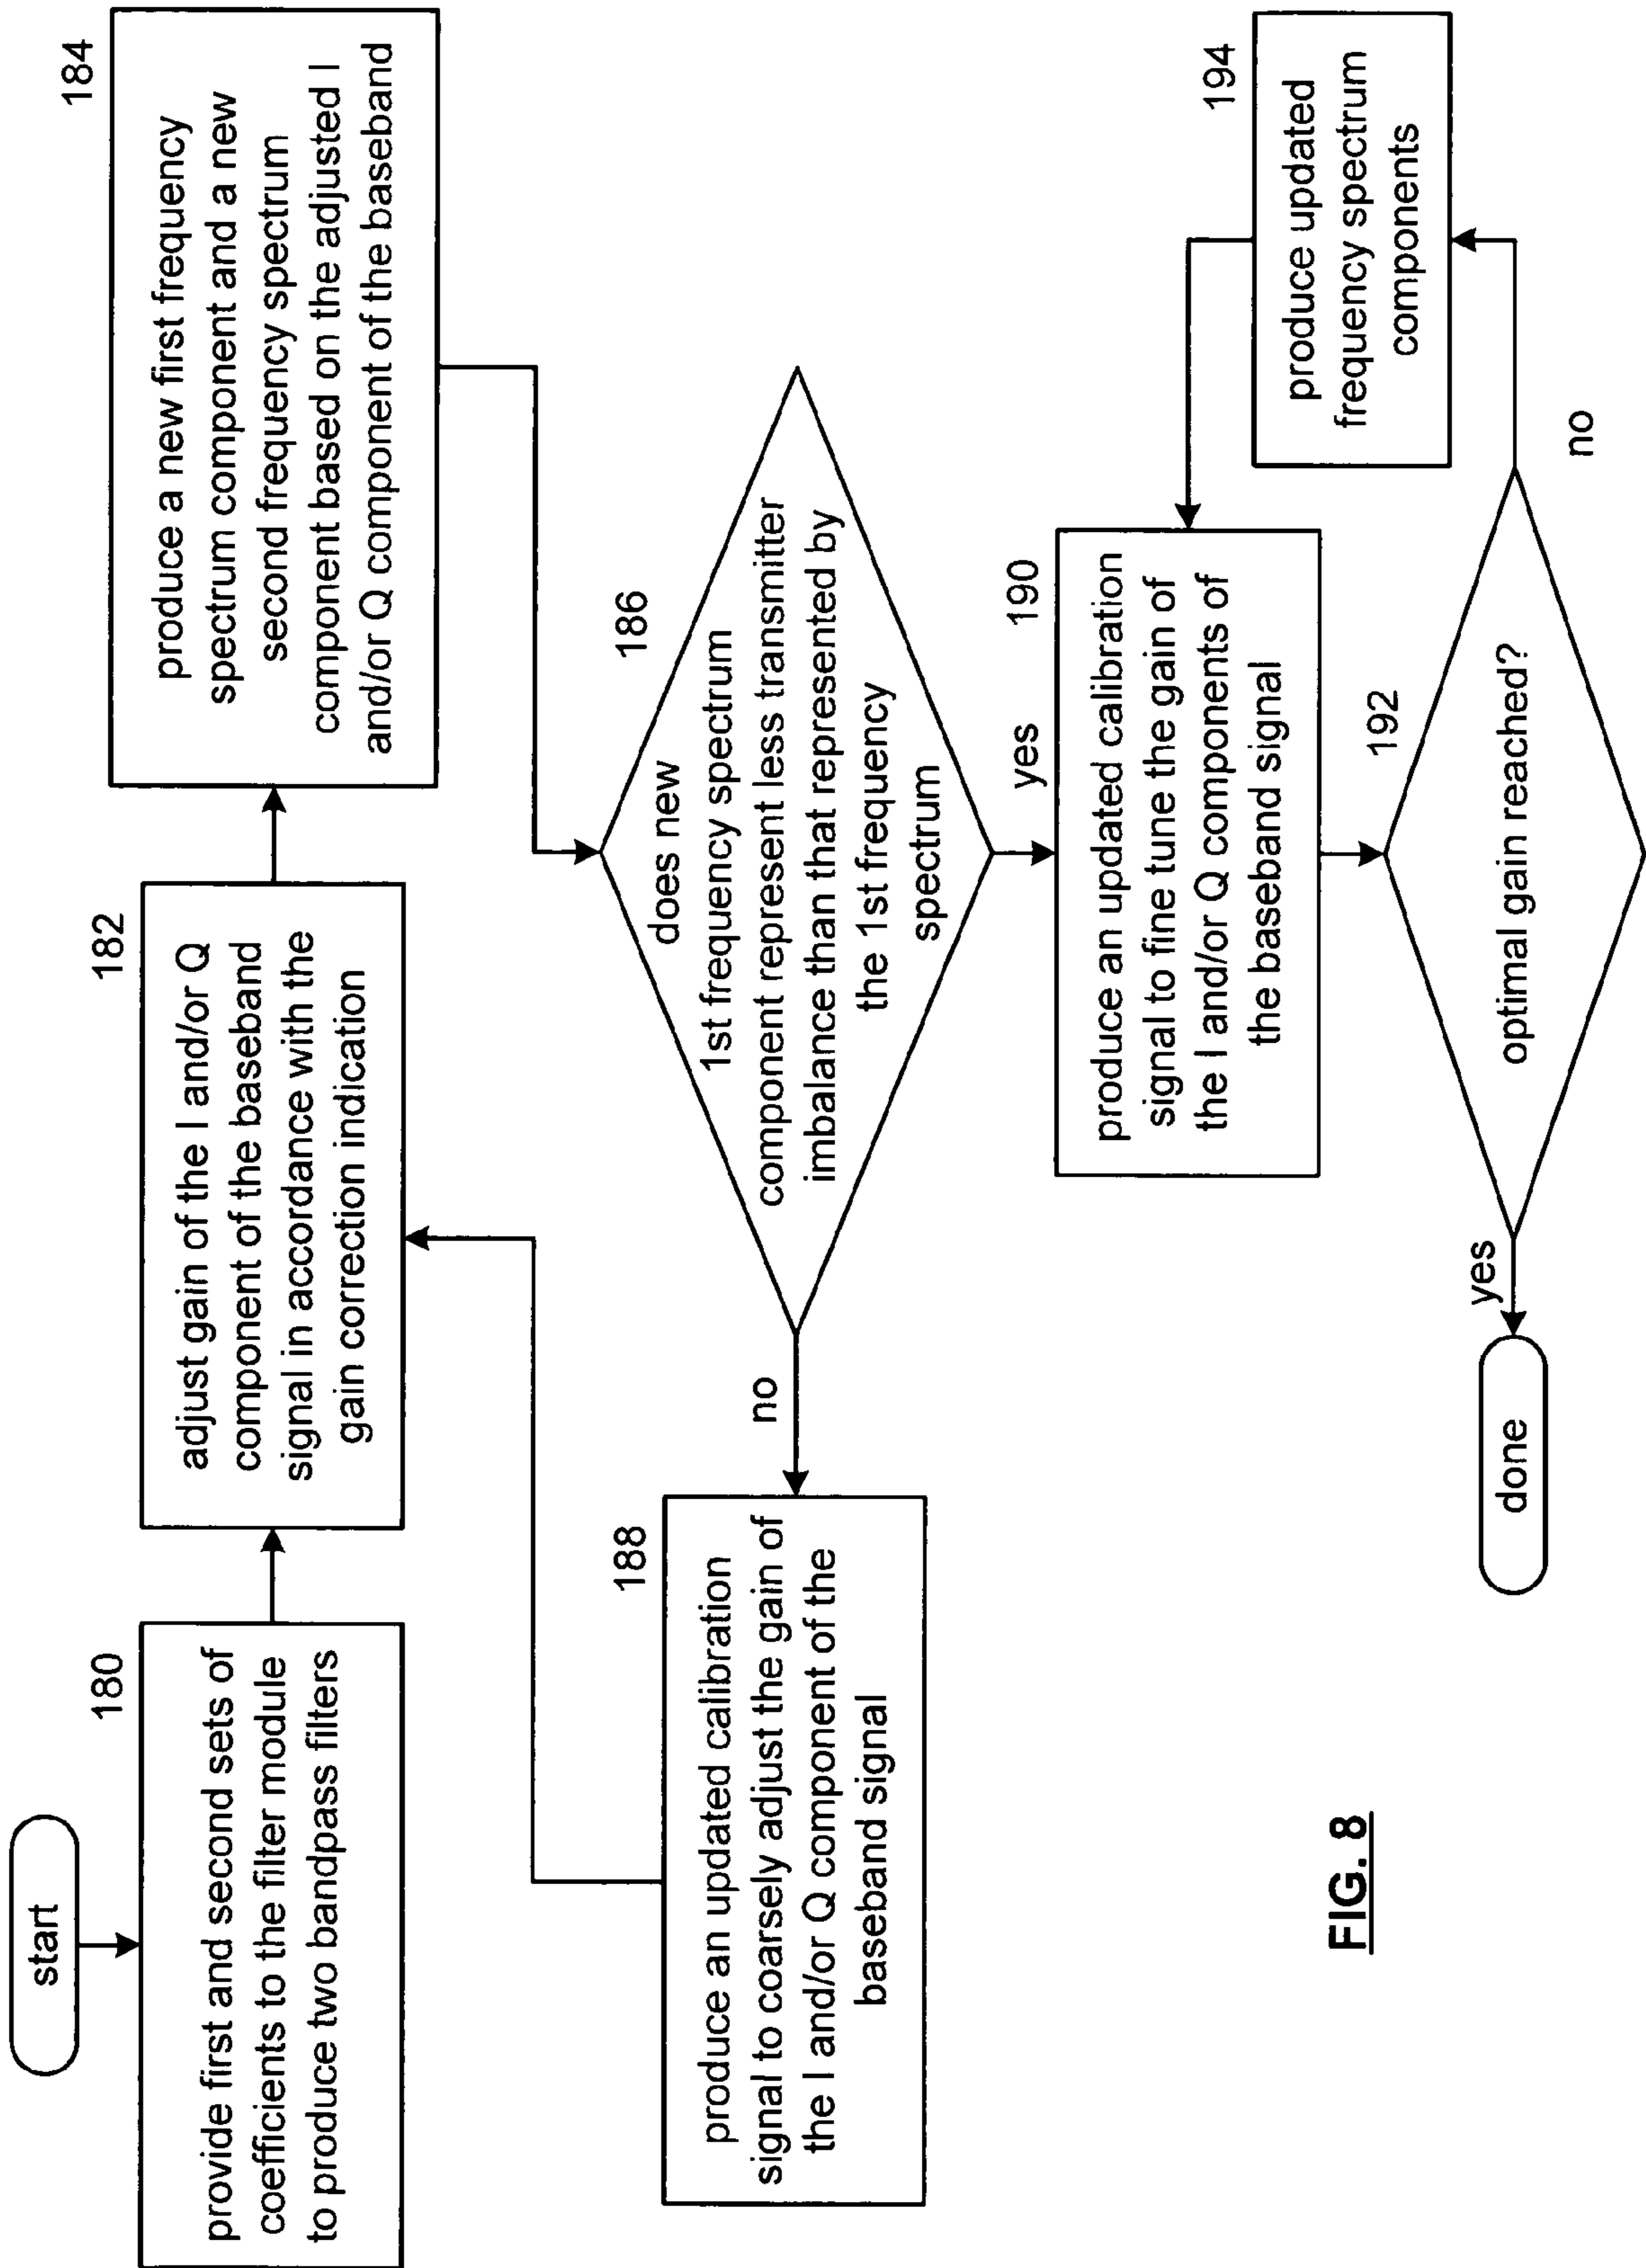 start
180
provide first and second sets of
coefficients to the filter module
to produce two bandpass filters
182
adjust gain of the I and/or Q
component of the baseband
signal in accordance with the
gain correction indication
184
produce a new first frequency
spectrum component and a new
second frequency spectrum
component based on the adjusted I
and/or Q component of the baseband
186
does new
1st frequency spectrum
component represent less transmitter
imbalance than that represented by
the 1st frequency
spectrum
no
188
produce an updated calibration
signal to coarsely adjust the gain of
the I and/or Q component of the
baseband signal
yes
190
produce an updated calibration
signal to fine tune the gain of
the I and/or Q components of
the baseband signal
192
optimal gain reached?
no
194
produce updated
frequency spectrum
components
yes
done
FIG. 8